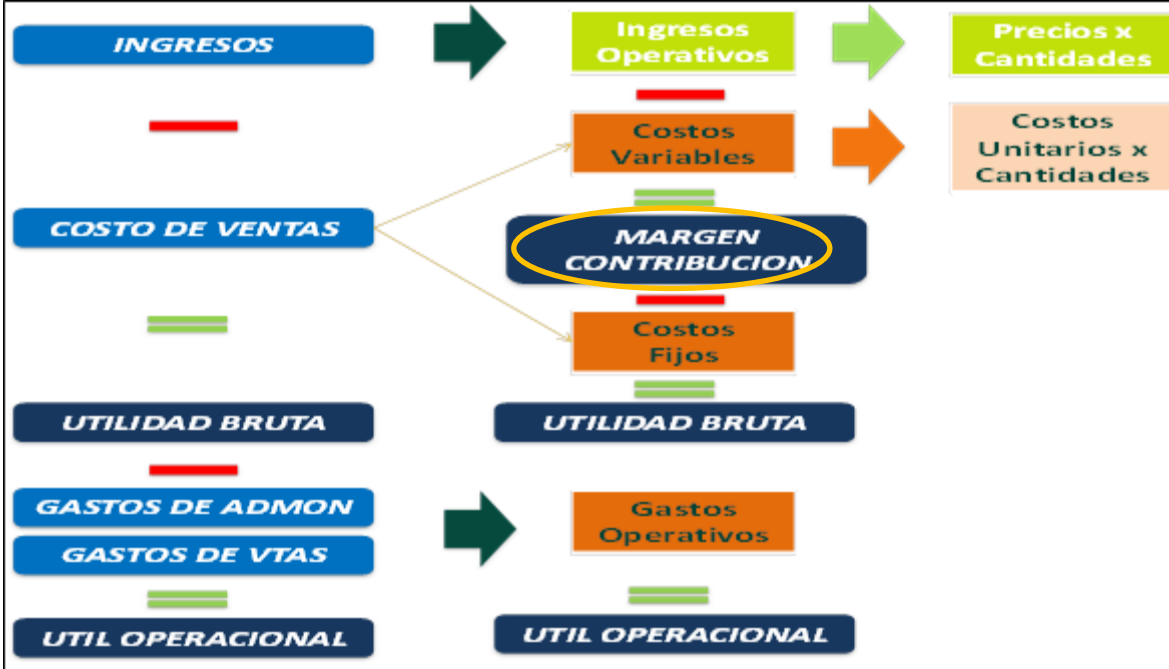 INGRESOS
Ingresos
Operativos
Precios x
Cantidades
Costos
Variables
Costos
Unitarios x
Cantidades
COSTO DE VENTAS
MARGEN
CONTRIBUCION
Costos
Fijos
UTILIDAD BRUTA
UTILIDAD BRUTA
GASTOS DE ADMON
GASTOS DE VTAS
Gastos
Operativos
UTIL OPERACIONAL
UTIL OPERACIONAL